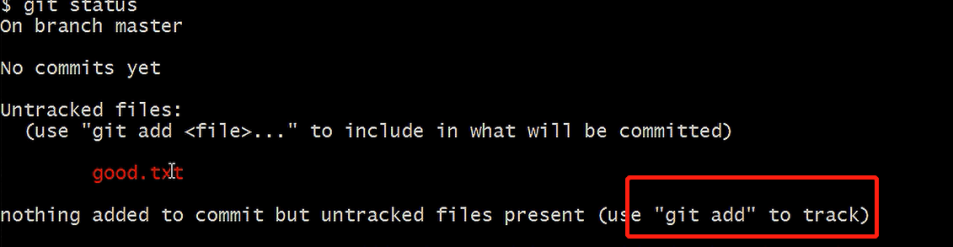 $ git status
On branch master
No commits yet
Untracked files:
(use "git add <file>..." to include in what will be committed)
good.txt
nothing added to commit but untracked files present (use "git add" to track)